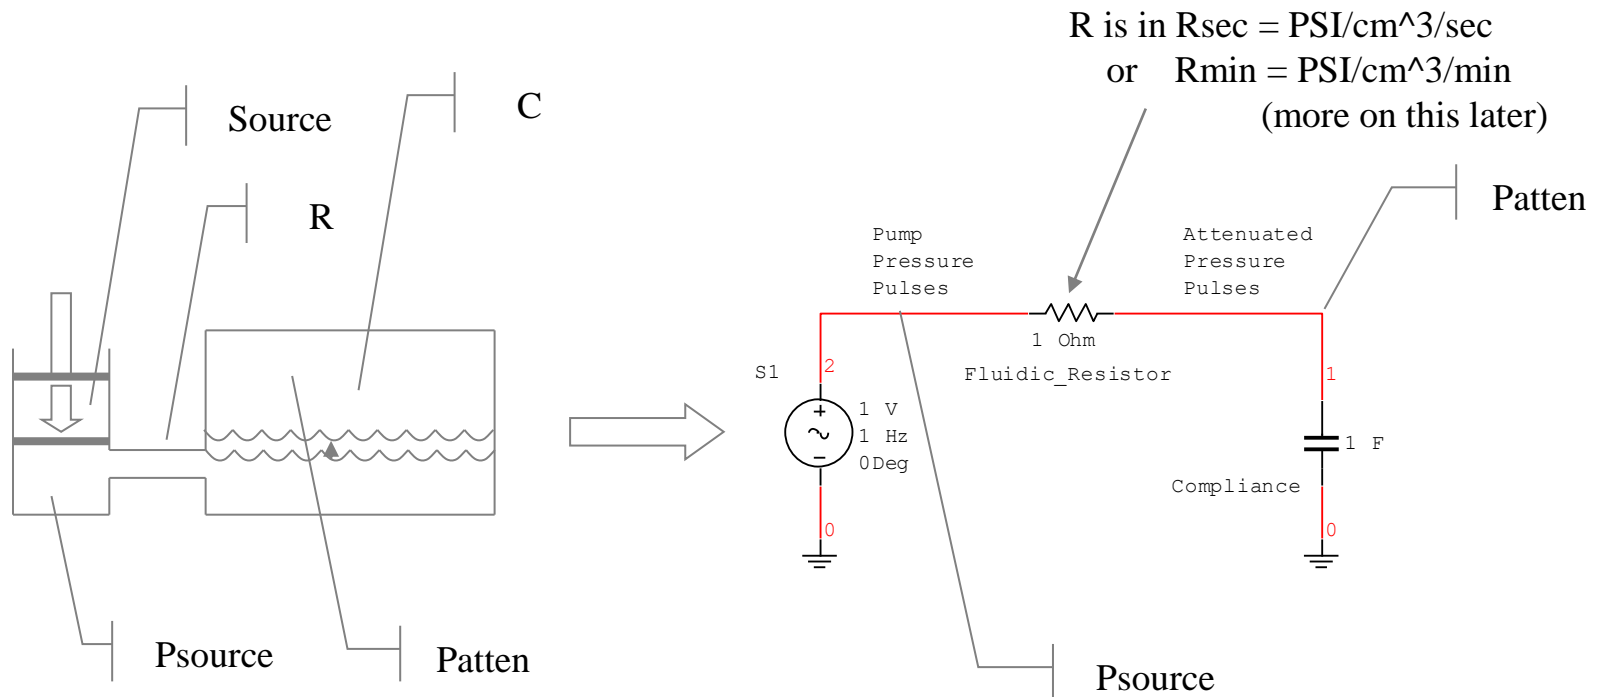 R is in Rsec = PSI/cm^3/sec
or Rmin = PSI/cm^3/min
(more on this later)
Source
C
R
Patten
Pump
Pressure
Pulses
Attenuated
Pressure
Pulses
1 Ohm
Fluidic_Resistor
S1
2
1
1 V
1 Hz
0Deg
1 F
Compliance
0
0
Psource
Patten
Psource